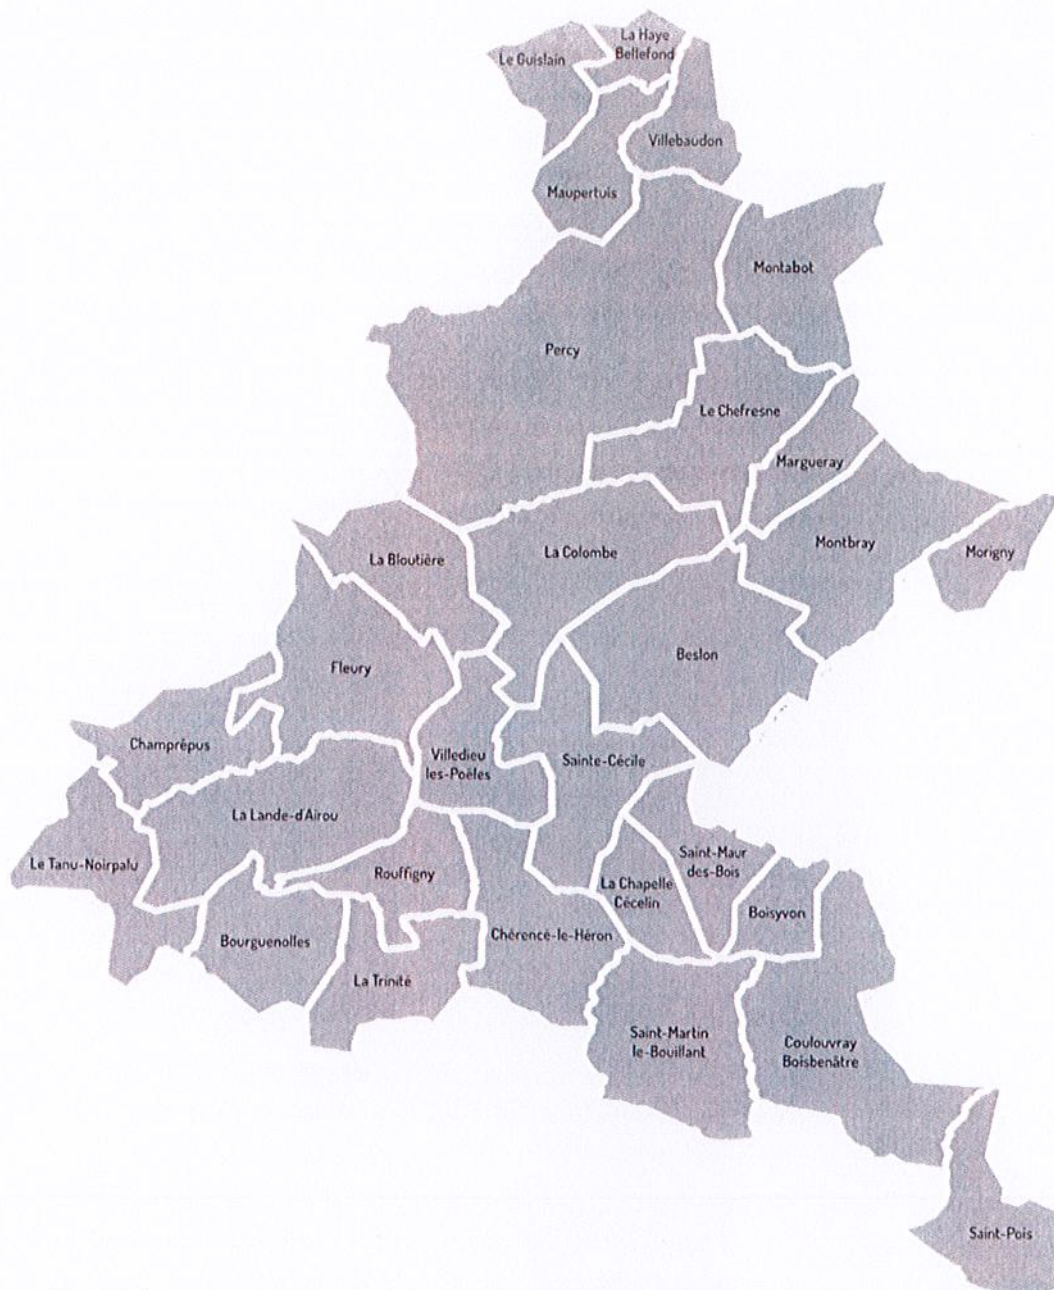 La Haye
Bellefond
Le Guislain
Villebaudon
Maupertuis
Montabot
Percy
Le Chefresne
Margueray
Montbray
Morigny
La Colombe
La Bloutière
Beslon
Fleury
Champrépus
Villedieu
les-Poëles
Sainte-Cécile
La Lande-d'Airou
Le Tanu-Noirpalu
Rouffigny
Saint-Maur
des-Bois
La Chapelle
Cécelin
Boisyvon
Bourguenolles
Chérencé-le-Héron
La Trinité
Saint-Martin
le-Bouillant
Coulouvray
Boisbenâtre
Saint-Pois